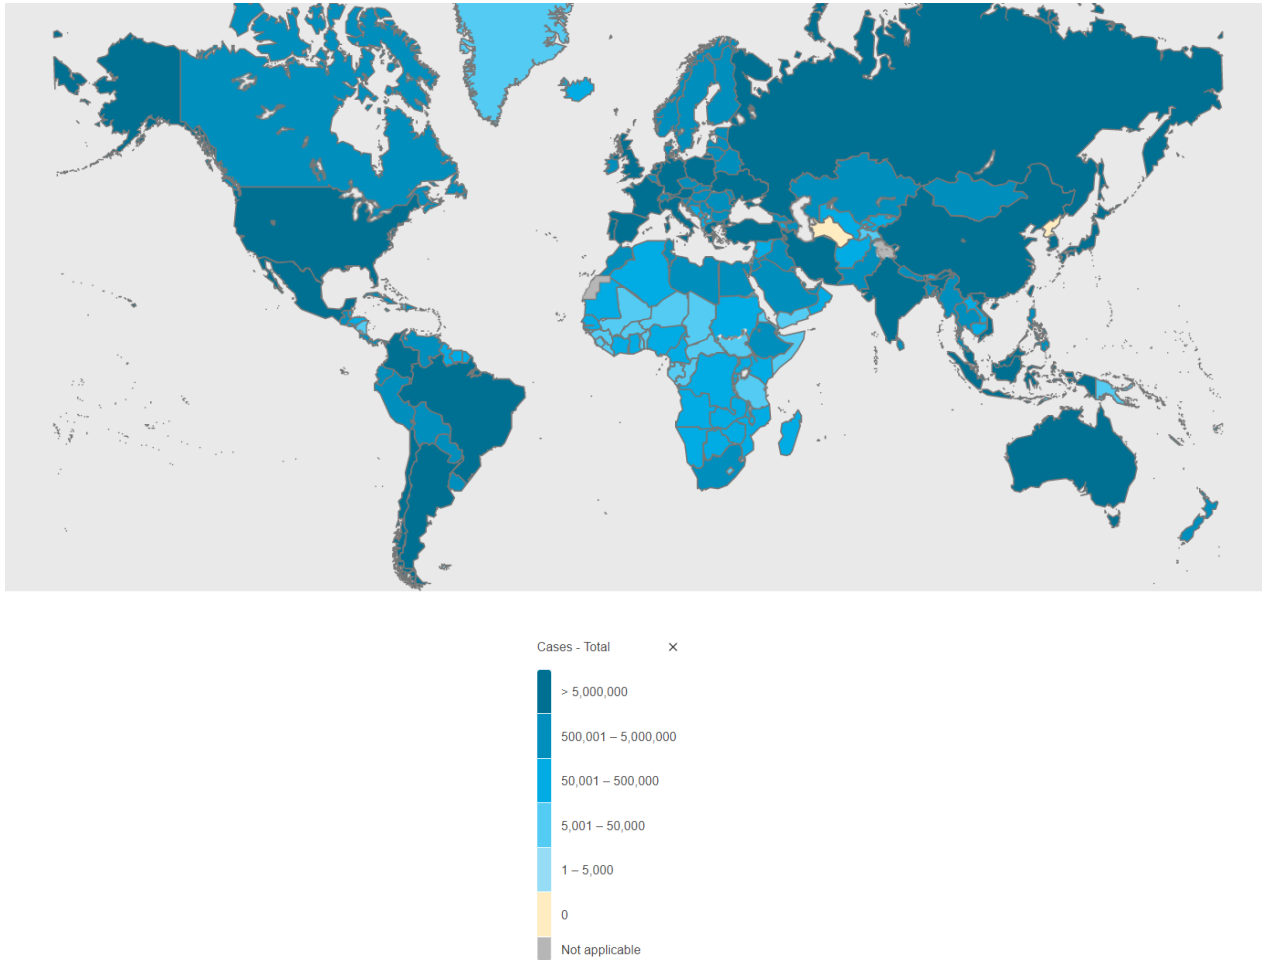 Cases - Total ×
> 5,000,000
500,001 – 5,000,000
50,001 – 500,000
5,001 – 50,000
1 – 5,000
0
Not applicable